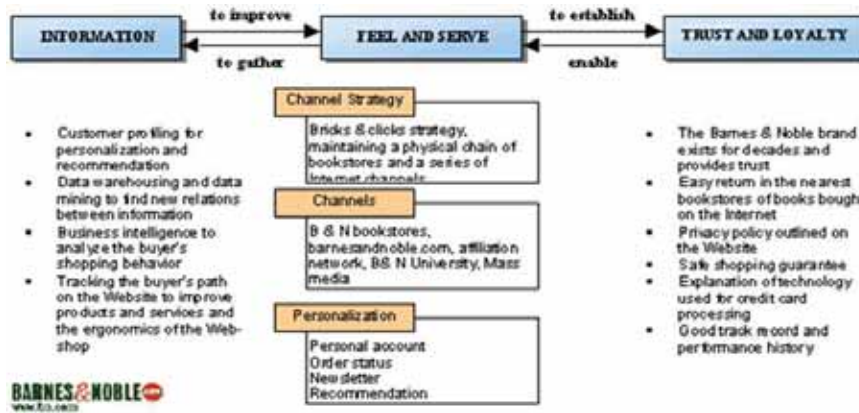 to improve
to establish
INFORMATION
FEEL AND SERVE
TRUST AND LOYALTY
to gather
enable
Channel Strategy
Bricks & clicks strategy,
maintaining a physical chain of
bookstores and a series of
Internet channels
Channels
B & N bookstores,
barnesandnoble.com, affiliation
network, B& N University, Mass
media
Personalization
Personal account
Order status
Newsletter
Recommendation
• Customer profiling for
personalization and
recommendation
• Data warehousing and data
mining to find new relations
between information
• Business intelligence to
analyze the buyer's
shopping behavior
• Tracking the buyer's path
on the Website to improve
products and services and
the ergonomics of the Web-
shop
• The Barnes & Noble brand
exists for decades and
provides trust
• Easy return in the nearest
bookstores of books bough
on the Internet
• Privacy policy outlined on
the Website
• Safe shopping guarantee
• Explanation of technology
used for credit card
processing
• Good track record and
performance history
BARNES&NOBLE